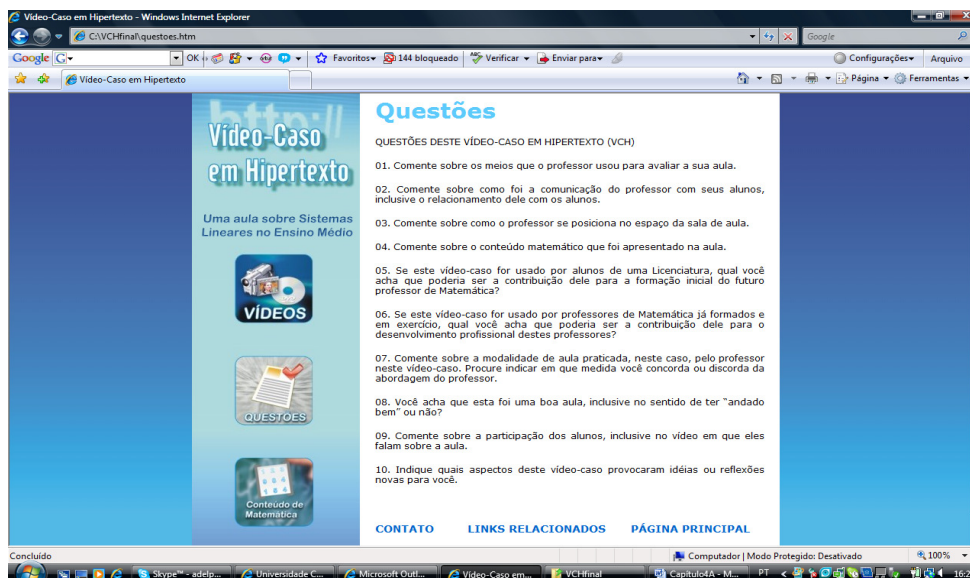 Vídeo-Caso em Hipertexto - Windows Internet Explorer
C:\VCHfinal\questoes.htm
Google
Google
OK
Favoritos
144 bloqueado
Verificar
Enviar para
Configurações
Arquivo
Vídeo-Caso em Hipertexto
Página
Ferramentas
http://
Vídeo-Caso
em Hipertexto
Uma aula sobre Sistemas
Lineares no Ensino Médio
VÍDEOS
QUESTÕES
Conteúdo de
Matemática
Questões
QUESTÕES DESTE VÍDEO-CASO EM HIPERTEXTO (VCH)
01. Comente sobre os meios que o professor usou para avaliar a sua aula.
02. Comente sobre como foi a comunicação do professor com seus alunos,
inclusive o relacionamento dele com os alunos.
03. Comente sobre como o professor se posiciona no espaço da sala de aula.
04. Comente sobre o conteúdo matemático que foi apresentado na aula.
05. Se este vídeo-caso for usado por alunos de uma Licenciatura, qual você
acha que poderia ser a contribuição dele para a formação inicial do futuro
professor de Matemática?
06. Se este vídeo-caso for usado por professores de Matemática já formados e
em exercício, qual você acha que poderia ser a contribuição dele para o
desenvolvimento profissional destes professores?
07. Comente sobre a modalidade de aula praticada, neste caso, pelo professor
neste vídeo-caso. Procure indicar em que medida você concorda ou discorda da
abordagem do professor.
08. Você acha que esta foi uma boa aula, inclusive no sentido de ter “andado
bem” ou não?
09. Comente sobre a participação dos alunos, inclusive no vídeo em que eles
falam sobre a aula.
10. Indique quais aspectos deste vídeo-caso provocaram idéias ou reflexões
novas para você.
CONTATO LINKS RELACIONADOS PÁGINA PRINCIPAL
Concluído
Computador | Modo Protegido: Desativado
100%
Skype™ - adelp...
Universidade C...
Microsoft Outl...
Vídeo-Caso em...
VCHfinal
Capitulo4A - M...
PT